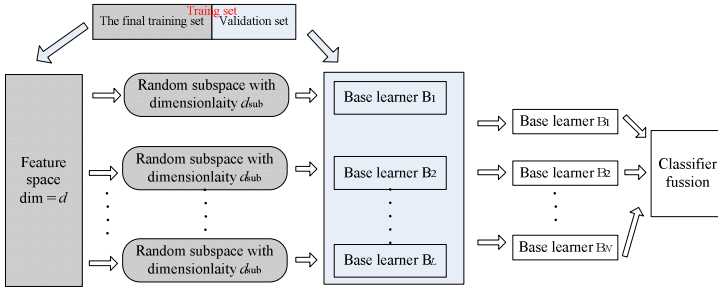 Traing set
The final training set
Validation set
Feature
space
dim = d
Random subspace with
dimensionlaity dsub
Random subspace with
dimensionlaity dsub
Random subspace with
dimensionlaity dsub
Base learner B1
Base learner B2
Base learner BL
Base learner B1
Base learner B2
Base learner BN
Classifier
fussion